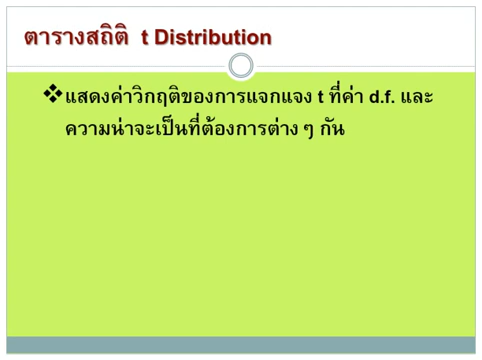 ตารางสถิติ t Distribution
❖แสดงค่าวิกฤติของการแจกแจง t ที่ค่า d.f. และ
ความน่าจะเป็นที่ต้องการต่าง ๆ กัน